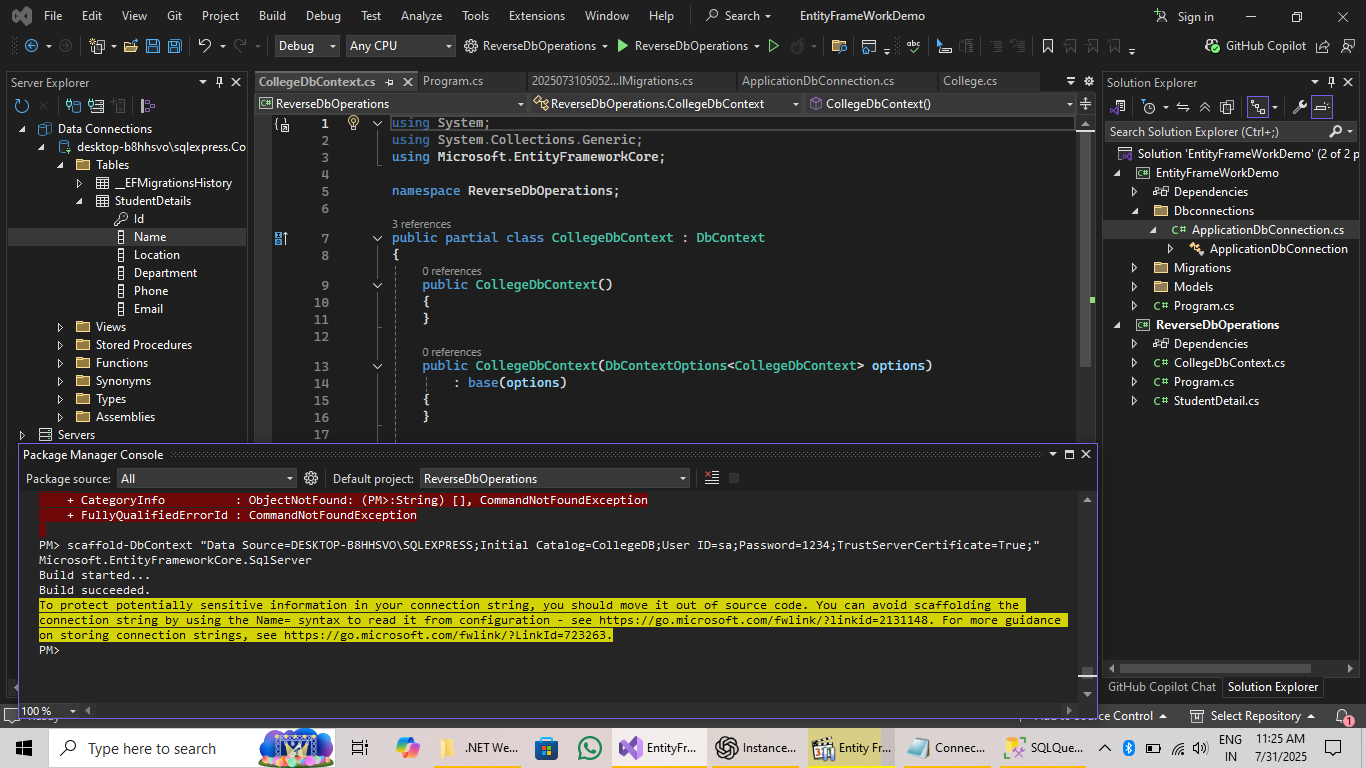 File Edit View Git Project Build Debug Test Analyze Tools Extensions Window Help Search EntityFrameWorkDemo Sign in
Debug Any CPU ReverseDbOperations ReverseDbOperations GitHub Copilot
Server Explorer
Data Connections
desktop-b8hhsvo\sqlexpress.Co
Tables
__EFMigrationsHistory
StudentDetails
Id
Name
Location
Department
Phone
Email
Views
Stored Procedures
Functions
Synonyms
Types
Assemblies
Servers
CollegeDbContext.cs Program.cs 2025073105052...IMigrations.cs ApplicationDbConnection.cs College.cs
ReverseDbOperations ReverseDbOperations.CollegeDbContext CollegeDbContext()
1 using System;
2 using System.Collections.Generic;
3 using Microsoft.EntityFrameworkCore;
4
5 namespace ReverseDbOperations;
6
3 references
7 public partial class CollegeDbContext : DbContext
8 {
0 references
9 public CollegeDbContext()
10 {
11 }
12
0 references
13 public CollegeDbContext(DbContextOptions<CollegeDbContext> options)
14 : base(options)
15 {
16 }
17
Solution Explorer
Search Solution Explorer (Ctrl+;)
Solution 'EntityFrameWorkDemo' (2 of 2 p
EntityFrameWorkDemo
Dependencies
Dbconnections
C# ApplicationDbConnection.cs
ApplicationDbConnection
Migrations
Models
C# Program.cs
ReverseDbOperations
Dependencies
C# CollegeDbContext.cs
C# Program.cs
C# StudentDetail.cs
GitHub Copilot Chat Solution Explorer
Package Manager Console
Package source: All Default project: ReverseDbOperations
+ CategoryInfo : ObjectNotFound: (PM>:String) [], CommandNotFoundException
+ FullyQualifiedErrorId : CommandNotFoundException
PM> scaffold-DbContext "Data Source=DESKTOP-B8HHSVO\SQLEXPRESS;Initial Catalog=CollegeDB;User ID=sa;Password=1234;TrustServerCertificate=True;"
Microsoft.EntityFrameworkCore.SqlServer
Build started...
Build succeeded.
To protect potentially sensitive information in your connection string, you should move it out of source code. You can avoid scaffolding the
connection string by using the Name= syntax to read it from configuration - see https://go.microsoft.com/fwlink/?linkid=2131148. For more guidance
on storing connection strings, see https://go.microsoft.com/fwlink/?LinkId=723263.
PM>
100 %
Select Repository 1
Type here to search .NET We... EntityFr... Instance... Entity Fr... Connec... SQLQue... ENG 11:25 AM
IN 7/31/2025